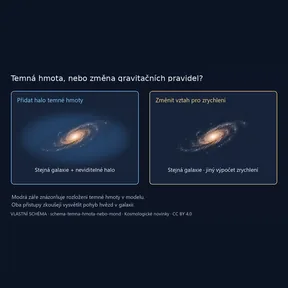 Temná hmota, nebo změna gravitačních pravidel?
Přidat halo temné hmoty
Stejná galaxie + neviditelné halo
Změnit vztah pro zrychlení
Stejná galaxie · jiný výpočet zrychlení
Modrá záře znázorňuje rozložení temné hmoty v modelu.
Oba přístupy zkoušejí vysvětlit pohyb hvězd v galaxii.
VLASTNÍ SCHÉMA · schema-temna-hmota-nebo-mond · Kosmologické novinky · CC BY 4.0